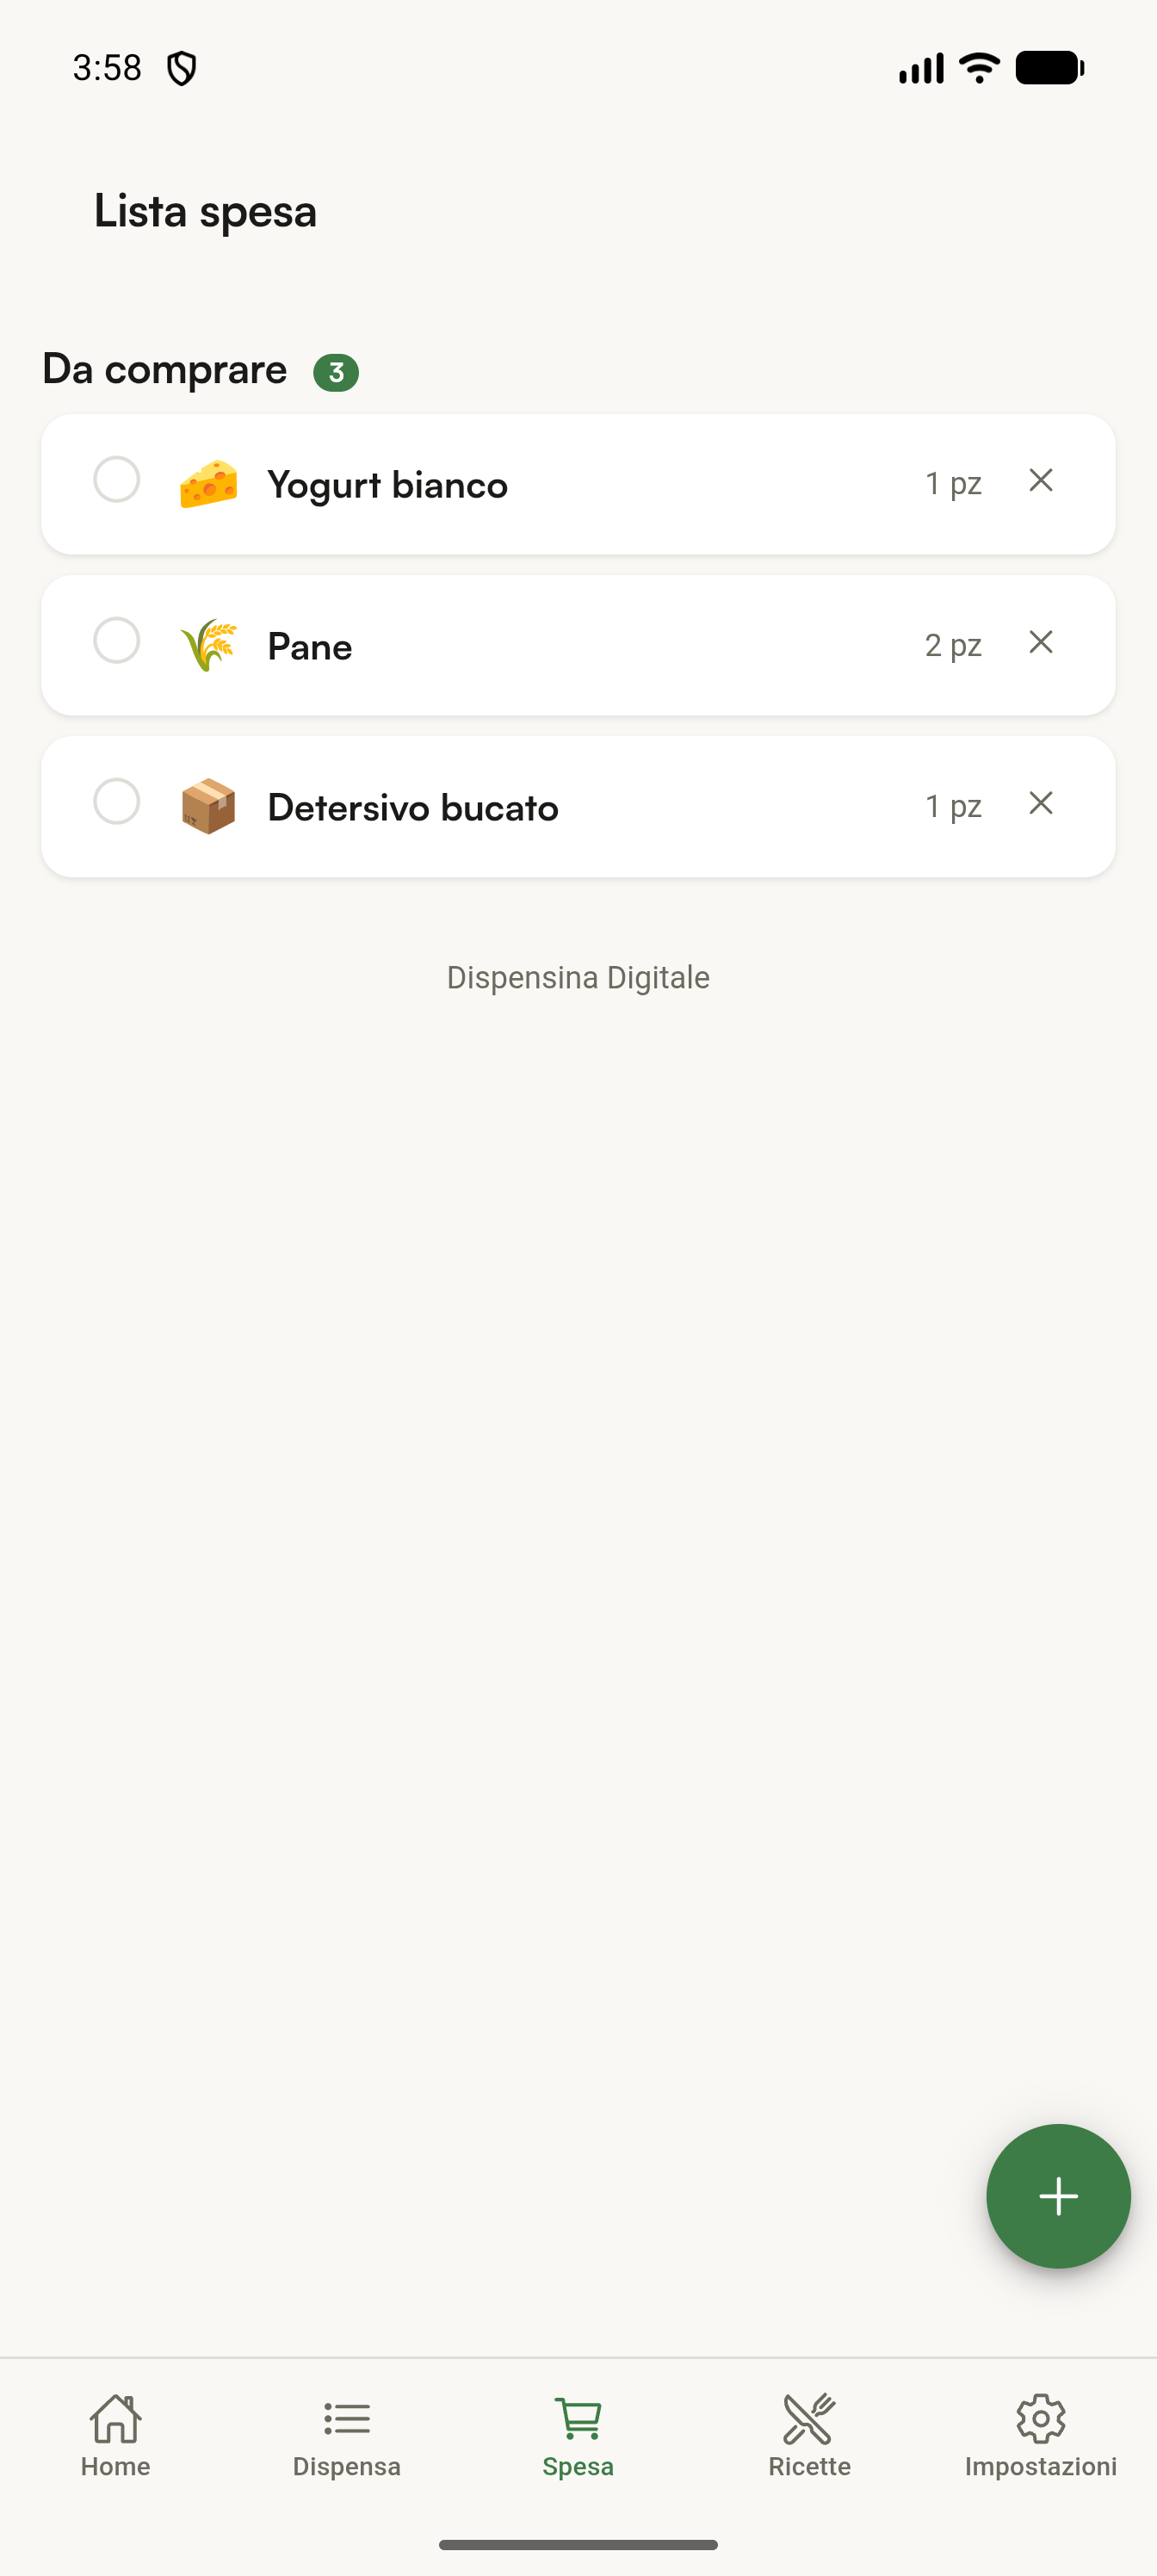 3:58
Lista spesa
Da comprare 3
Yogurt bianco 1 pz
Pane 2 pz
Detersivo bucato 1 pz
Dispensina Digitale
Home Dispensa Spesa Ricette Impostazioni